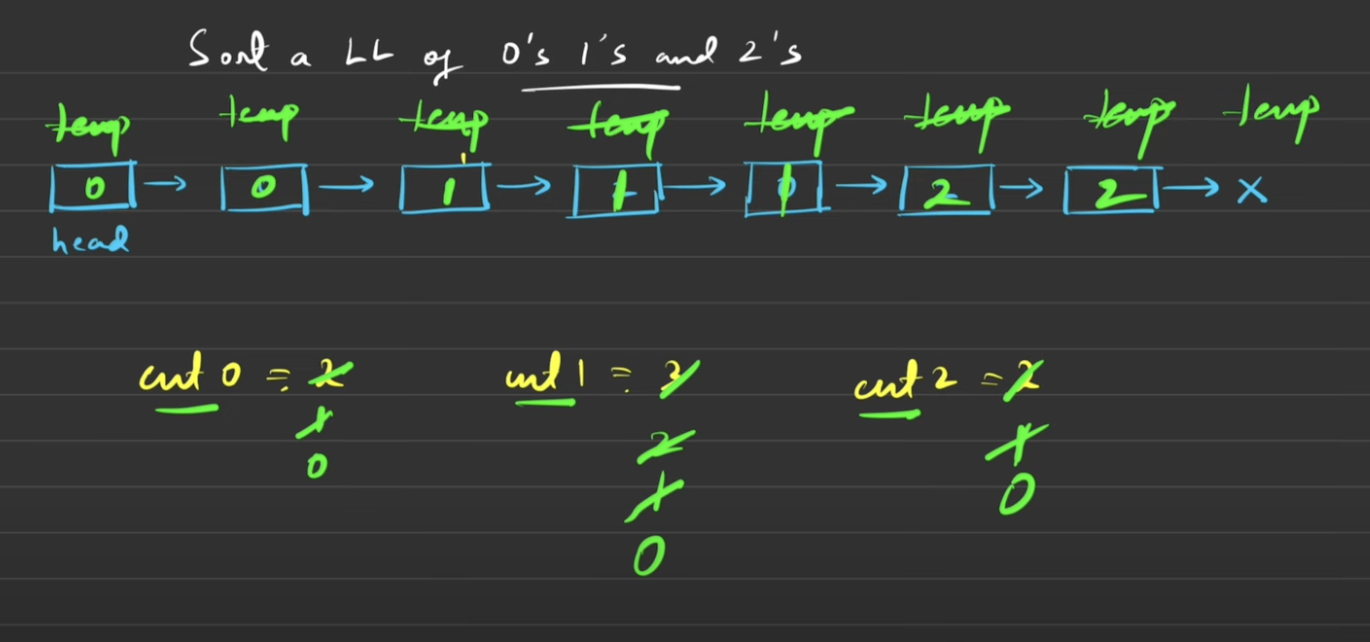 Sort a LL of 0's 1's and 2's
temp temp temp temp temp temp temp temp
0 → 0 → 1 → 1 → 1 → 2 → 2 → X
head
cnt 0 = 2 cnt 1 = 3 cnt 2 = 2
1 2 1
0 1 0
0